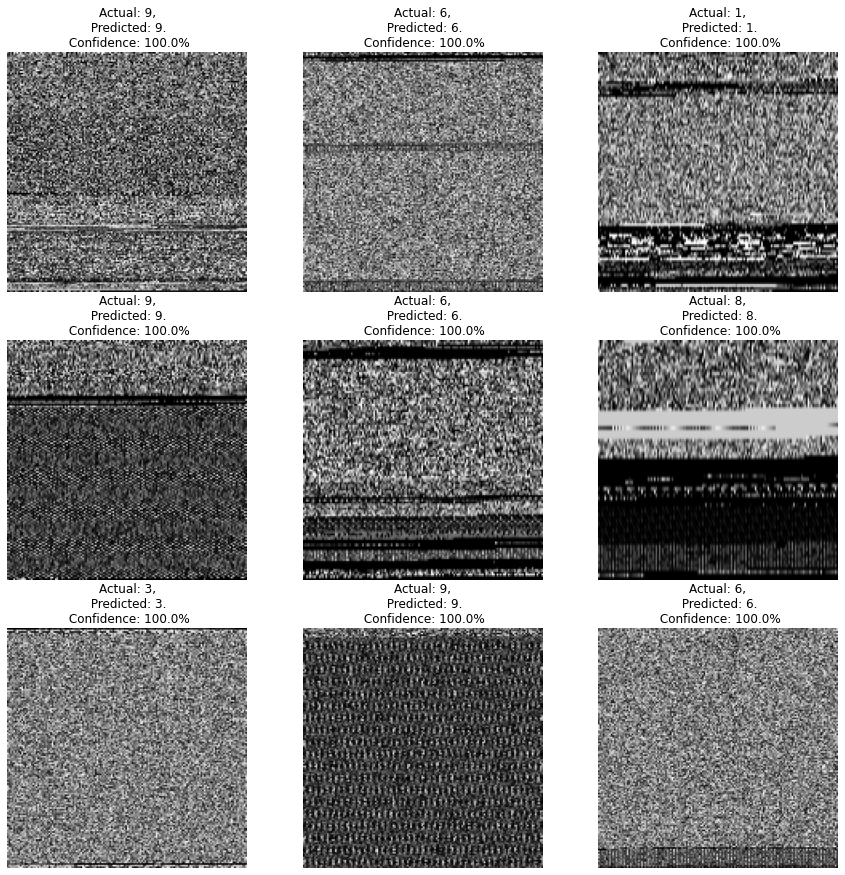 Actual: 9,
Predicted: 9.
Confidence: 100.0%
Actual: 6,
Predicted: 6.
Confidence: 100.0%
Actual: 1,
Predicted: 1.
Confidence: 100.0%
Actual: 9,
Predicted: 9.
Confidence: 100.0%
Actual: 6,
Predicted: 6.
Confidence: 100.0%
Actual: 8,
Predicted: 8.
Confidence: 100.0%
Actual: 3,
Predicted: 3.
Confidence: 100.0%
Actual: 9,
Predicted: 9.
Confidence: 100.0%
Actual: 6,
Predicted: 6.
Confidence: 100.0%